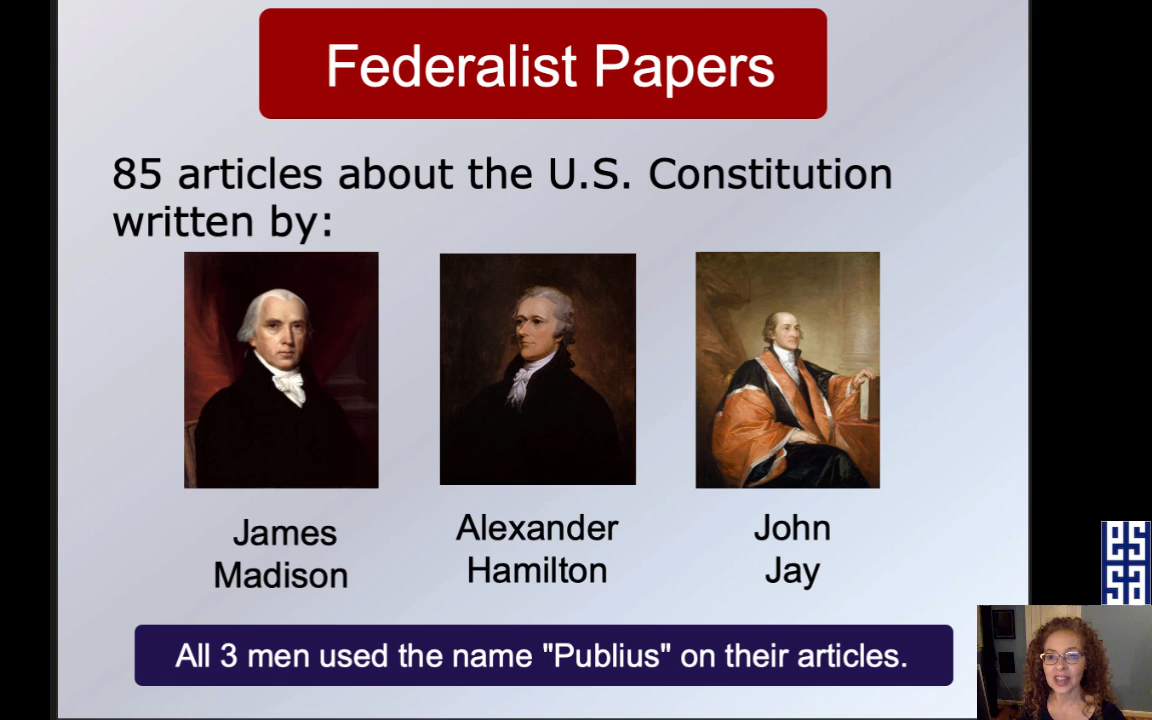 Federalist Papers
85 articles about the U.S. Constitution
written by:
James
Madison
Alexander
Hamilton
John
Jay
All 3 men used the name "Publius" on their articles.
essa